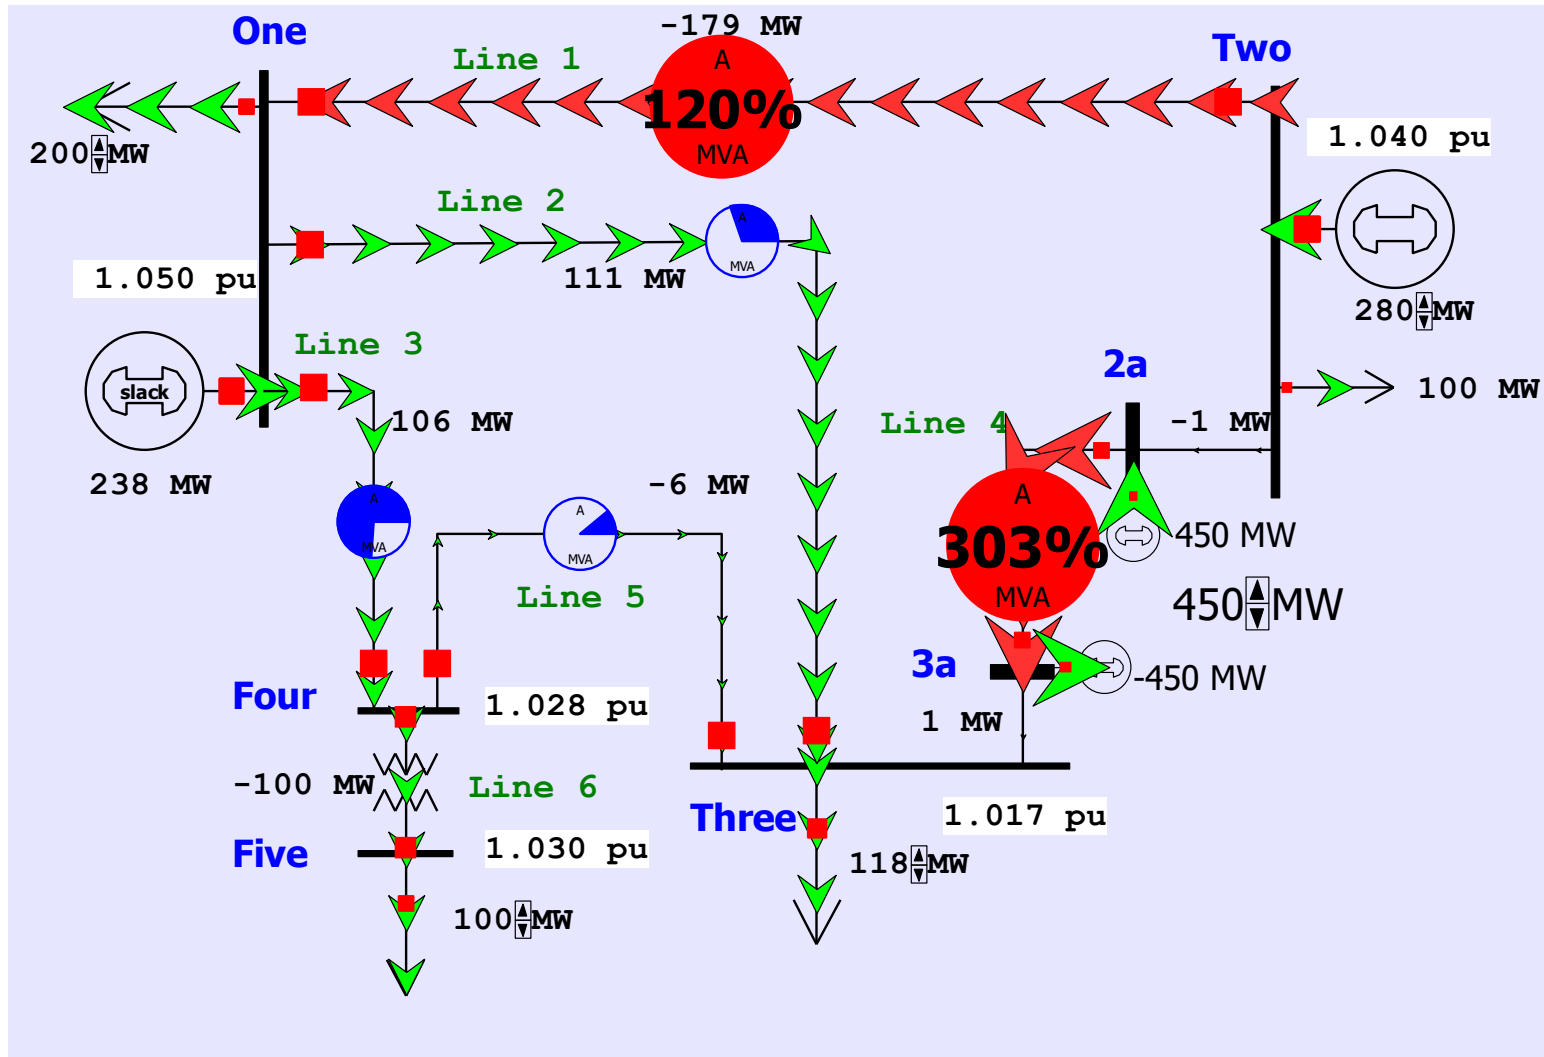 -179 MW
One
Line 1
A
120%
MVA
Two
200 MW
1.040 pu
Line 2
A
MVA
111 MW
1.050 pu
280 MW
Line 3
2a
slack
100 MW
106 MW
Line 4
-1 MW
238 MW
-6 MW
A
MVA
A
MVA
A
303%
MVA
450 MW
Line 5
450 MW
3a
-450 MW
Four
1.028 pu
1 MW
-100 MW
Line 6
Three
1.017 pu
Five
1.030 pu
118 MW
100 MW